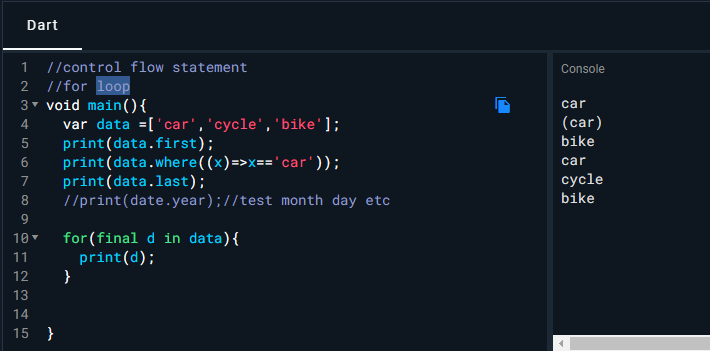 Dart
1 //control flow statement
2 //for loop
3 void main(){
4 var data =['car','cycle','bike'];
5 print(data.first);
6 print(data.where((x)=>x=='car'));
7 print(data.last);
8 //print(date.year);//test month day etc
9
10 for(final d in data){
11 print(d);
12 }
13
14
15 }
Console
car
(car)
bike
car
cycle
bike